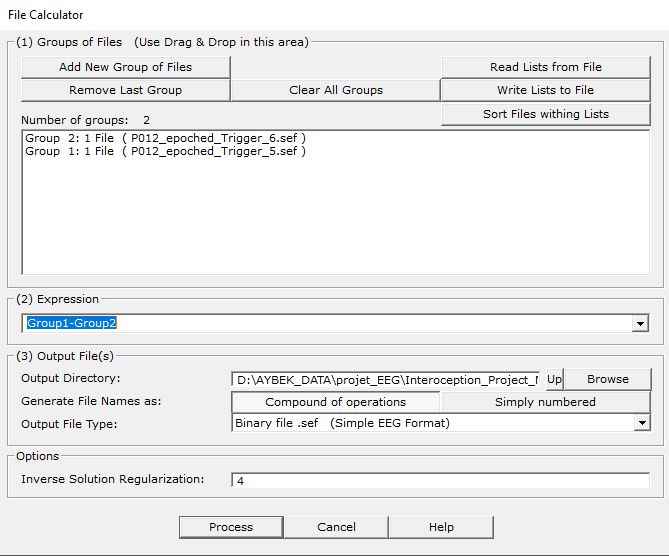 File Calculator
(1) Groups of Files (Use Drag & Drop in this area)
Add New Group of Files
Read Lists from File
Remove Last Group
Clear All Groups
Write Lists to File
Sort Files withing Lists
Number of groups: 2
Group 2: 1 File ( P012_epoched_Trigger_6.sef )
Group 1: 1 File ( P012_epoched_Trigger_5.sef )
(2) Expression
Group1-Group2
(3) Output File(s)
Output Directory:
D:\AYBEK_DATA\projet_EEG\Interoception_Project_
Up
Browse
Generate File Names as:
Compound of operations
Simply numbered
Output File Type:
Binary file .sef (Simple EEG Format)
Options
Inverse Solution Regularization:
4
Process
Cancel
Help